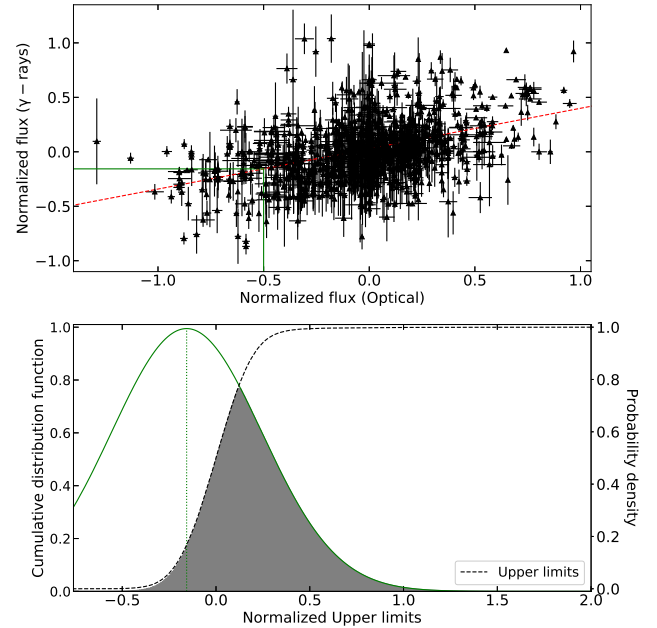 Normalized flux (γ − rays)
1.0
0.5
0.0
−0.5
−1.0
−1.0 −0.5 0.0 0.5 1.0
Normalized flux (Optical)
Cumulative distribution function
1.0 1.0
0.8 0.8
0.6 0.6
0.4 0.4
0.2 0.2
0.0 0.0
Probability density
Upper limits
−0.5 0.0 0.5 1.0 1.5 2.0
Normalized Upper limits